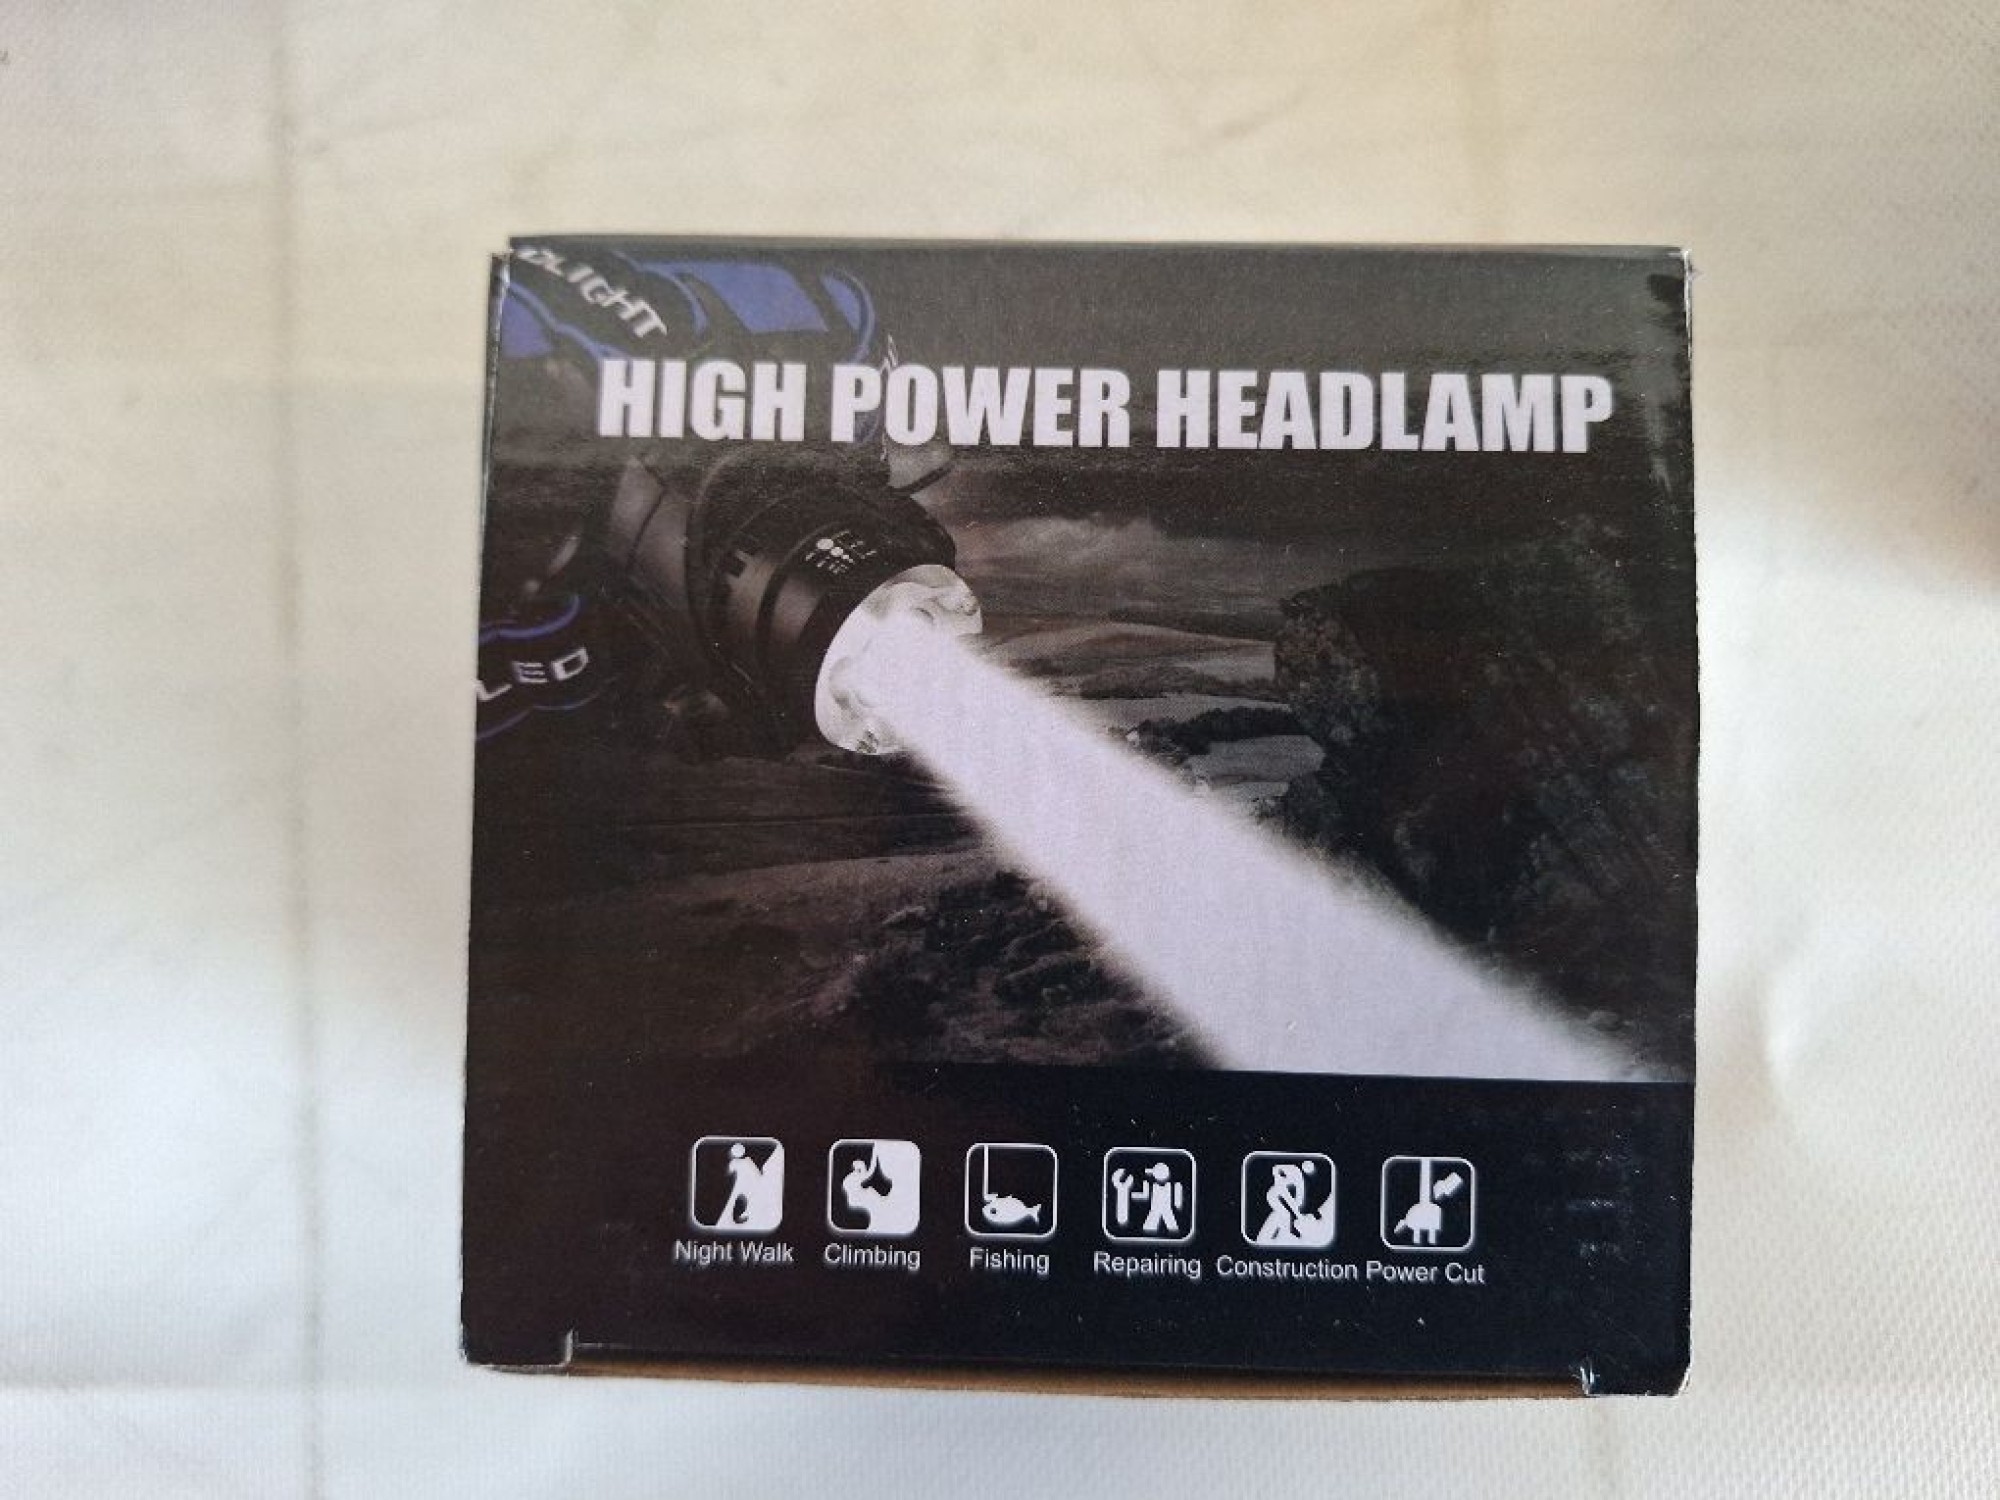 HIGH POWER HEADLAMP
LED
Night Walk Climbing Fishing Repairing Construction Power Cut